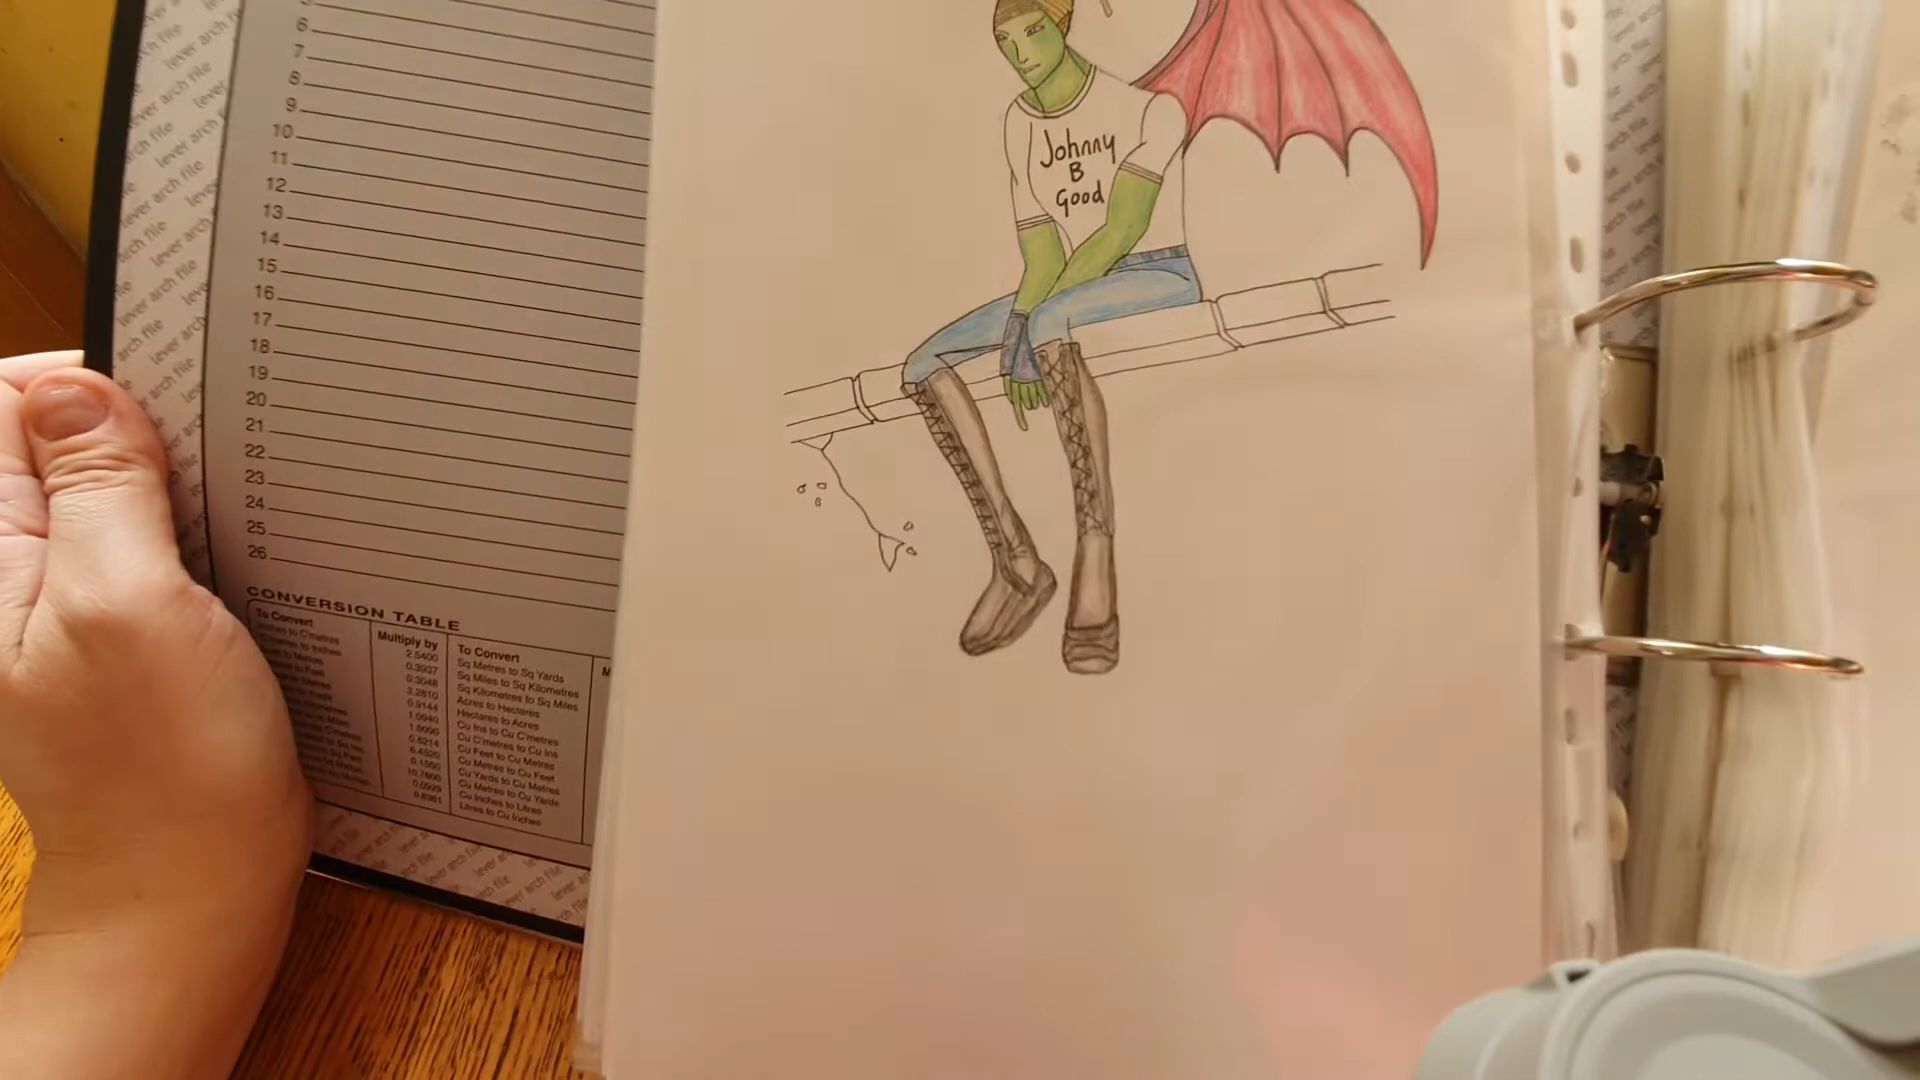 6
7
8
9
10
11
12
13
14
15
16
17
18
19
20
21
22
23
24
25
26
CONVERSION TABLE
To Convert
Multiply by
2.5400
0.3937
0.3048
3.2810
0.9144
1.0940
1.6090
0.6214
6.4520
0.1550
10.7600
0.0929
0.8361
To Convert
Sq Metres to Sq Yards
Sq Miles to Sq Kilometres
Sq Kilometres to Sq Miles
Acres to Hectares
Hectares to Acres
Cu Ins to Cu C'metres
Cu C'metres to Cu Ins
Cu Feet to Cu Metres
Cu Metres to Cu Feet
Cu Yards to Cu Metres
Cu Metres to Cu Yards
Cu Inches to Litres
Litres to Cu Inches
Johnny
B
Good
lever arch file